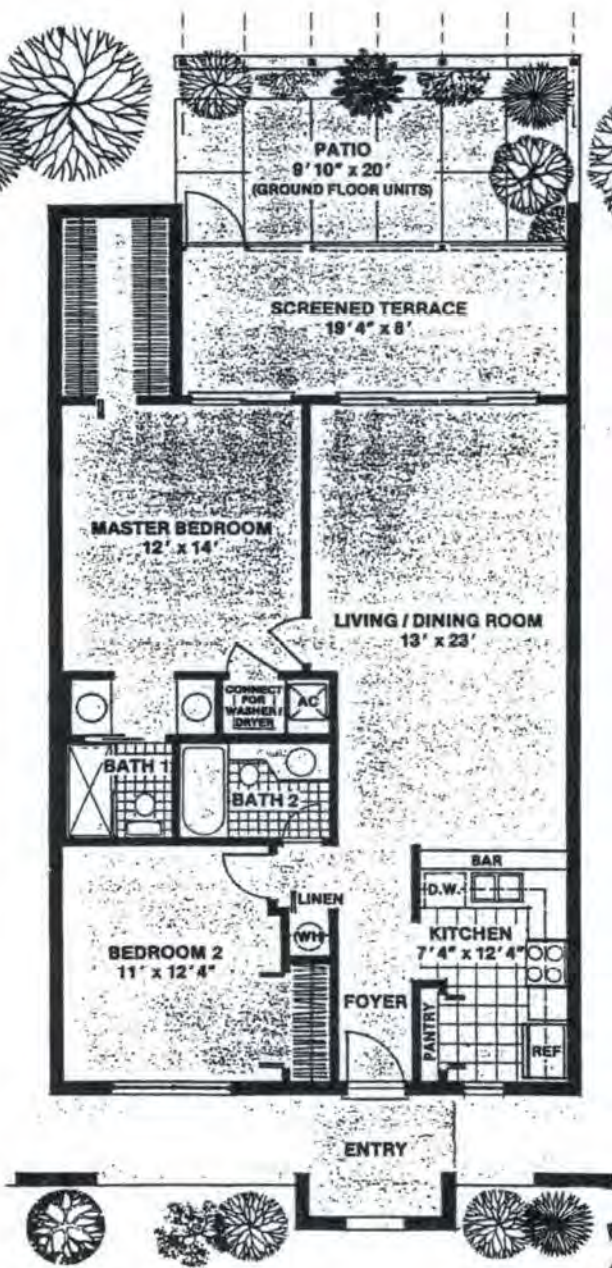 PATIO
9' 10" x 20'
(GROUND FLOOR UNITS)
SCREENED TERRACE
19'4" x 8'
MASTER BEDROOM
12' x 14'
LIVING / DINING ROOM
13' x 23'
CONNECT
FOR
WASHER/
DRYER
AC
BATH 1
BATH 2
BAR
D.W.
LINEN
KITCHEN
7'4" x 12'4"
WH
BEDROOM 2
11' x 12'4"
FOYER
PANTRY
REF
ENTRY